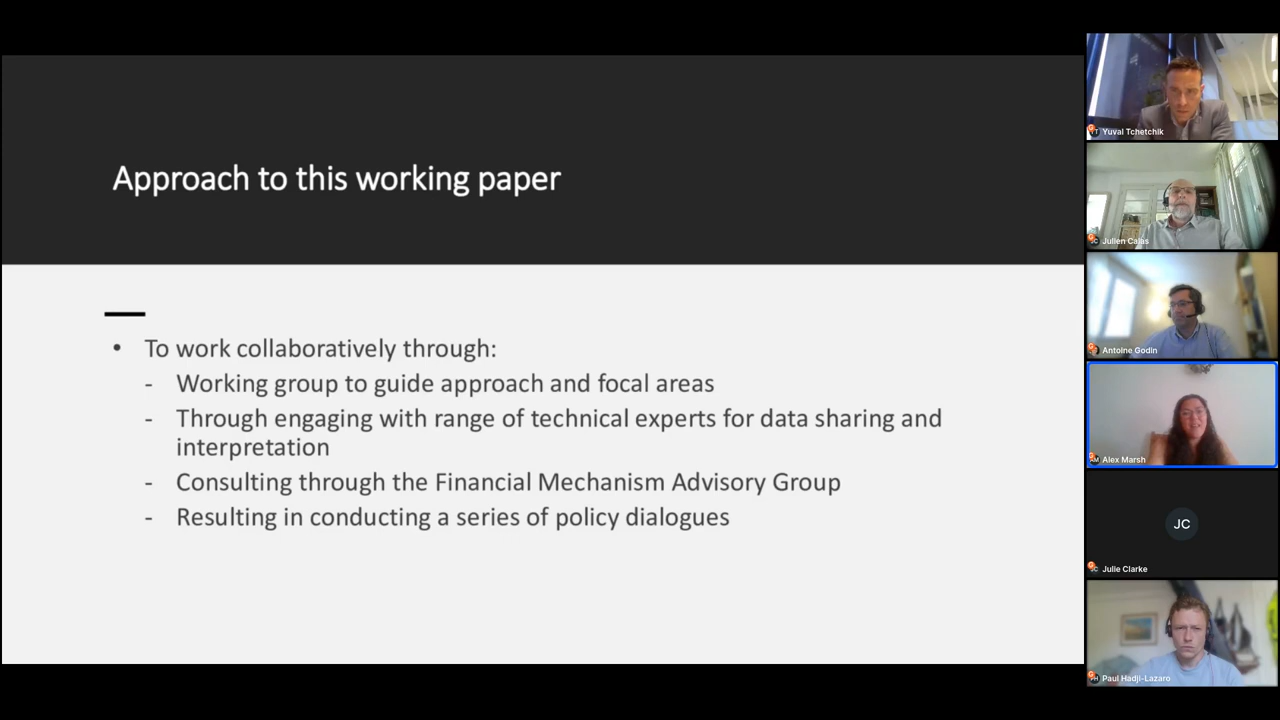 Approach to this working paper
• To work collaboratively through:
- Working group to guide approach and focal areas
- Through engaging with range of technical experts for data sharing and
interpretation
- Consulting through the Financial Mechanism Advisory Group
- Resulting in conducting a series of policy dialogues
Yuval Tchetchik
Julien Calas
Antoine Godin
Alex Marsh
JC
Julie Clarke
Paul Hadji-Lazaro